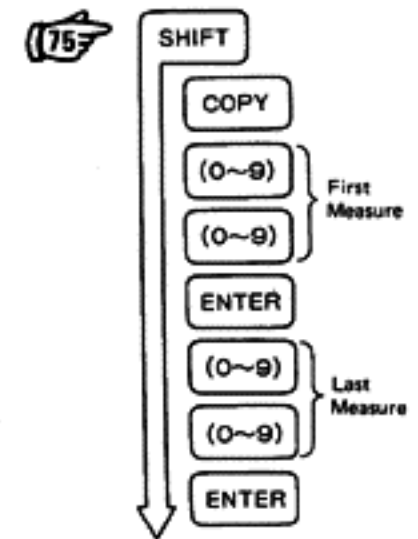 75
SHIFT
COPY
(0~9)
First
Measure
(0~9)
ENTER
(0~9)
Last
Measure
(0~9)
ENTER